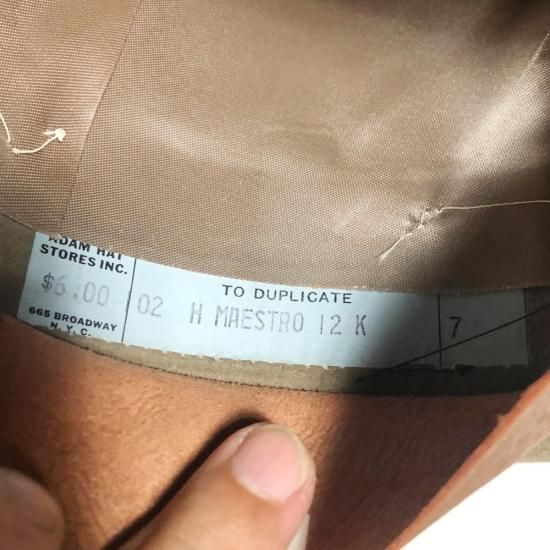 ADAM HAT
STORES INC.
$6.00
665 BROADWAY
N. Y. C.
TO DUPLICATE
02 H MAESTRO 12 K
7